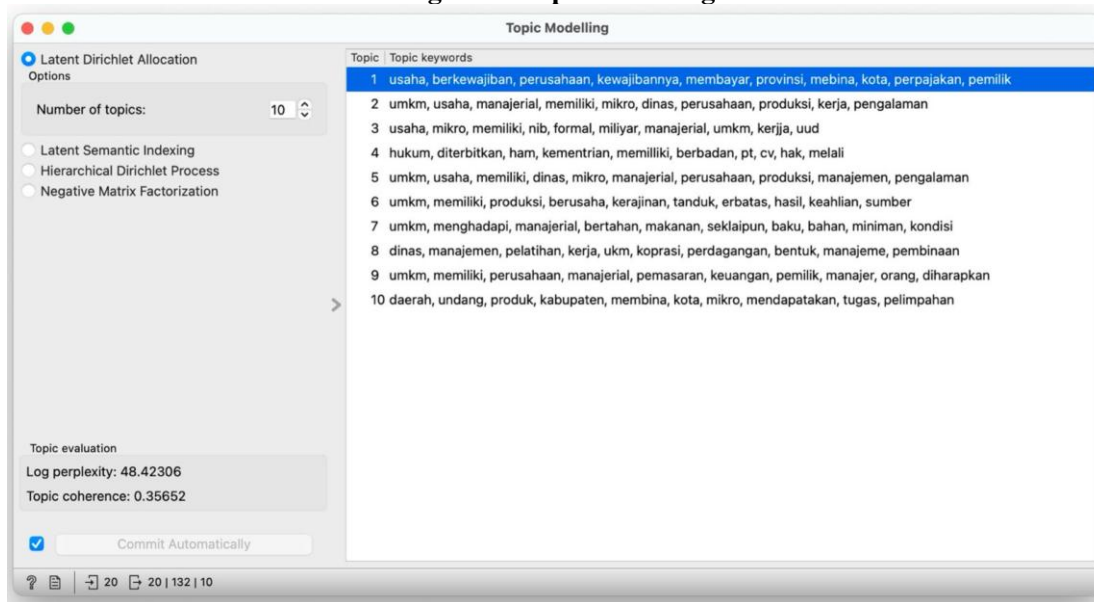 Topic Modelling
Latent Dirichlet Allocation
Options
Number of topics: 10
Latent Semantic Indexing
Hierarchical Dirichlet Process
Negative Matrix Factorization
Topic evaluation
Log perplexity: 48.42306
Topic coherence: 0.35652
Commit Automatically
? 20 20 | 132 | 10
Topic Topic keywords
1 usaha, berkewajiban, perusahaan, kewajibannya, membayar, provinsi, mebina, kota, perpajakan, pemilik
2 umkm, usaha, manajerial, memiliki, mikro, dinas, perusahaan, produksi, kerja, pengalaman
3 usaha, mikro, memiliki, nib, formal, miliyar, manajerial, umkm, kerjja, uud
4 hukum, diterbitkan, ham, kementrian, memilliki, berbadan, pt, cv, hak, melali
5 umkm, usaha, memiliki, dinas, mikro, manajerial, perusahaan, produksi, manajemen, pengalaman
6 umkm, memiliki, produksi, berusaha, kerajinan, tanduk, erbatas, hasil, keahlian, sumber
7 umkm, menghadapi, manajerial, bertahan, makanan, seklaipun, baku, bahan, miniman, kondisi
8 dinas, manajemen, pelatihan, kerja, ukm, koprasi, perdagangan, bentuk, manajeme, pembinaan
9 umkm, memiliki, perusahaan, manajerial, pemasaran, keuangan, pemilik, manajer, orang, diharapkan
10 daerah, undang, produk, kabupaten, membina, kota, mikro, mendapatakan, tugas, pelimpahan